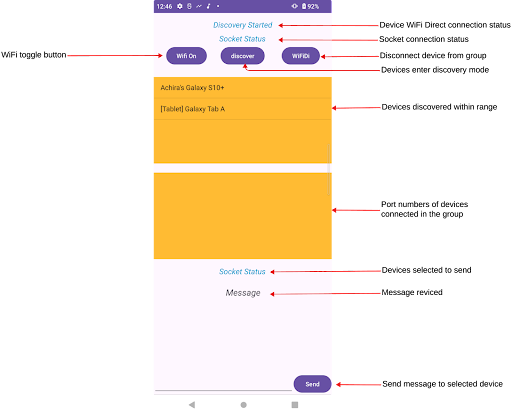 12:46 92%
Discovery Started
Device WiFi Direct connection status
Socket Status
Socket connection status
WiFi toggle button
Wifi On
discover
WiFiDi
Disconnect device from group
Devices enter discovery mode
Achira's Galaxy S10+
[Tablet] Galaxy Tab A
Devices discovered within range
Port numbers of devices
connected in the group
Socket Status
Devices selected to send
Message
Message reviced
Send
Send message to selected device